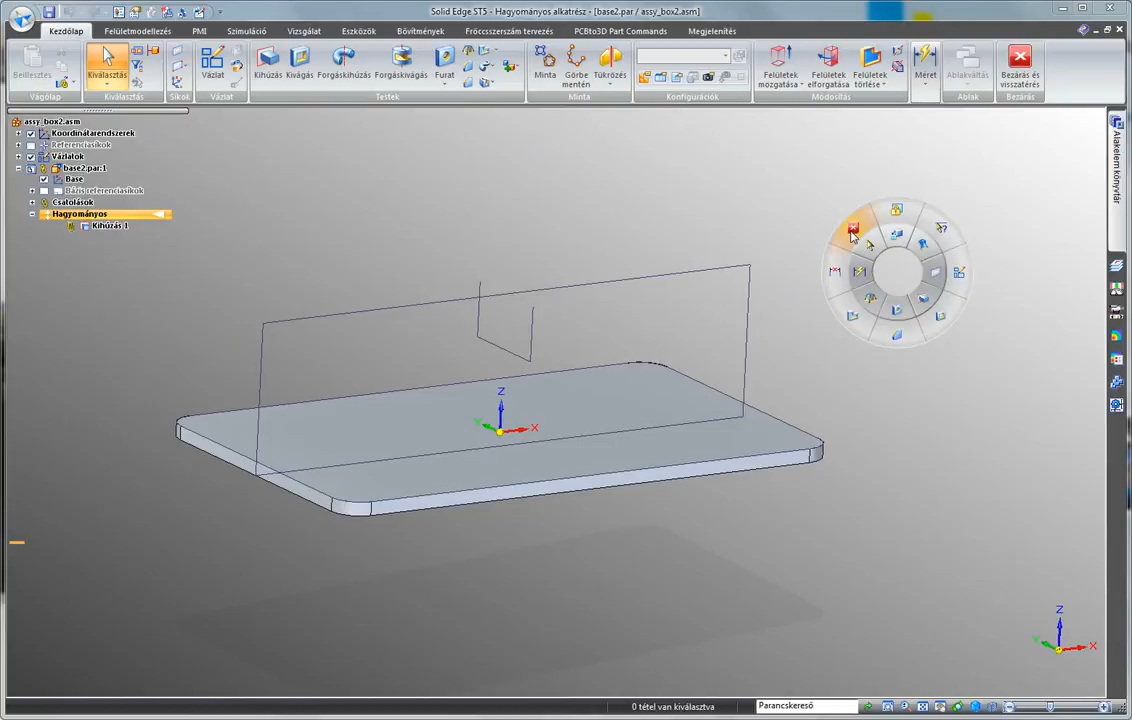 Solid Edge ST5 - Hagyományos alkatrész - [base2.par / assy_box2.asm]
Kezdőlap
Felületmodellezés
PMI
Szimuláció
Vizsgálat
Eszközök
Bővítmények
Fröccsszerszám tervezés
PCBto3D Part Commands
Megjelenítés
Beillesztés
Kiválasztás
Vázlat
Kihúzás
Kivágás
Forgáskihúzás
Forgáskivágás
Furat
Minta
Görbe mentén
Tükrözés
Felületek mozgatása
Felületek elforgatása
Felületek törlése
Méret
Ablakváltás
Bezárás és visszatérés
Vágólap
Kiválasztás
Síkok
Vázlat
Testek
Minta
Konfigurációk
Módosítás
Ablak
Bezárás
assy_box2.asm
Koordinátarendszerek
Referenciasíkok
Vázlatok
base2.par:1
Base
Bázis referenciasíkok
Csatolások
Hagyományos
Kihúzás 1
Alakelem könyvtár
Z
Y
X
Z
Y
X
0 tétel van kiválasztva
Parancskereső